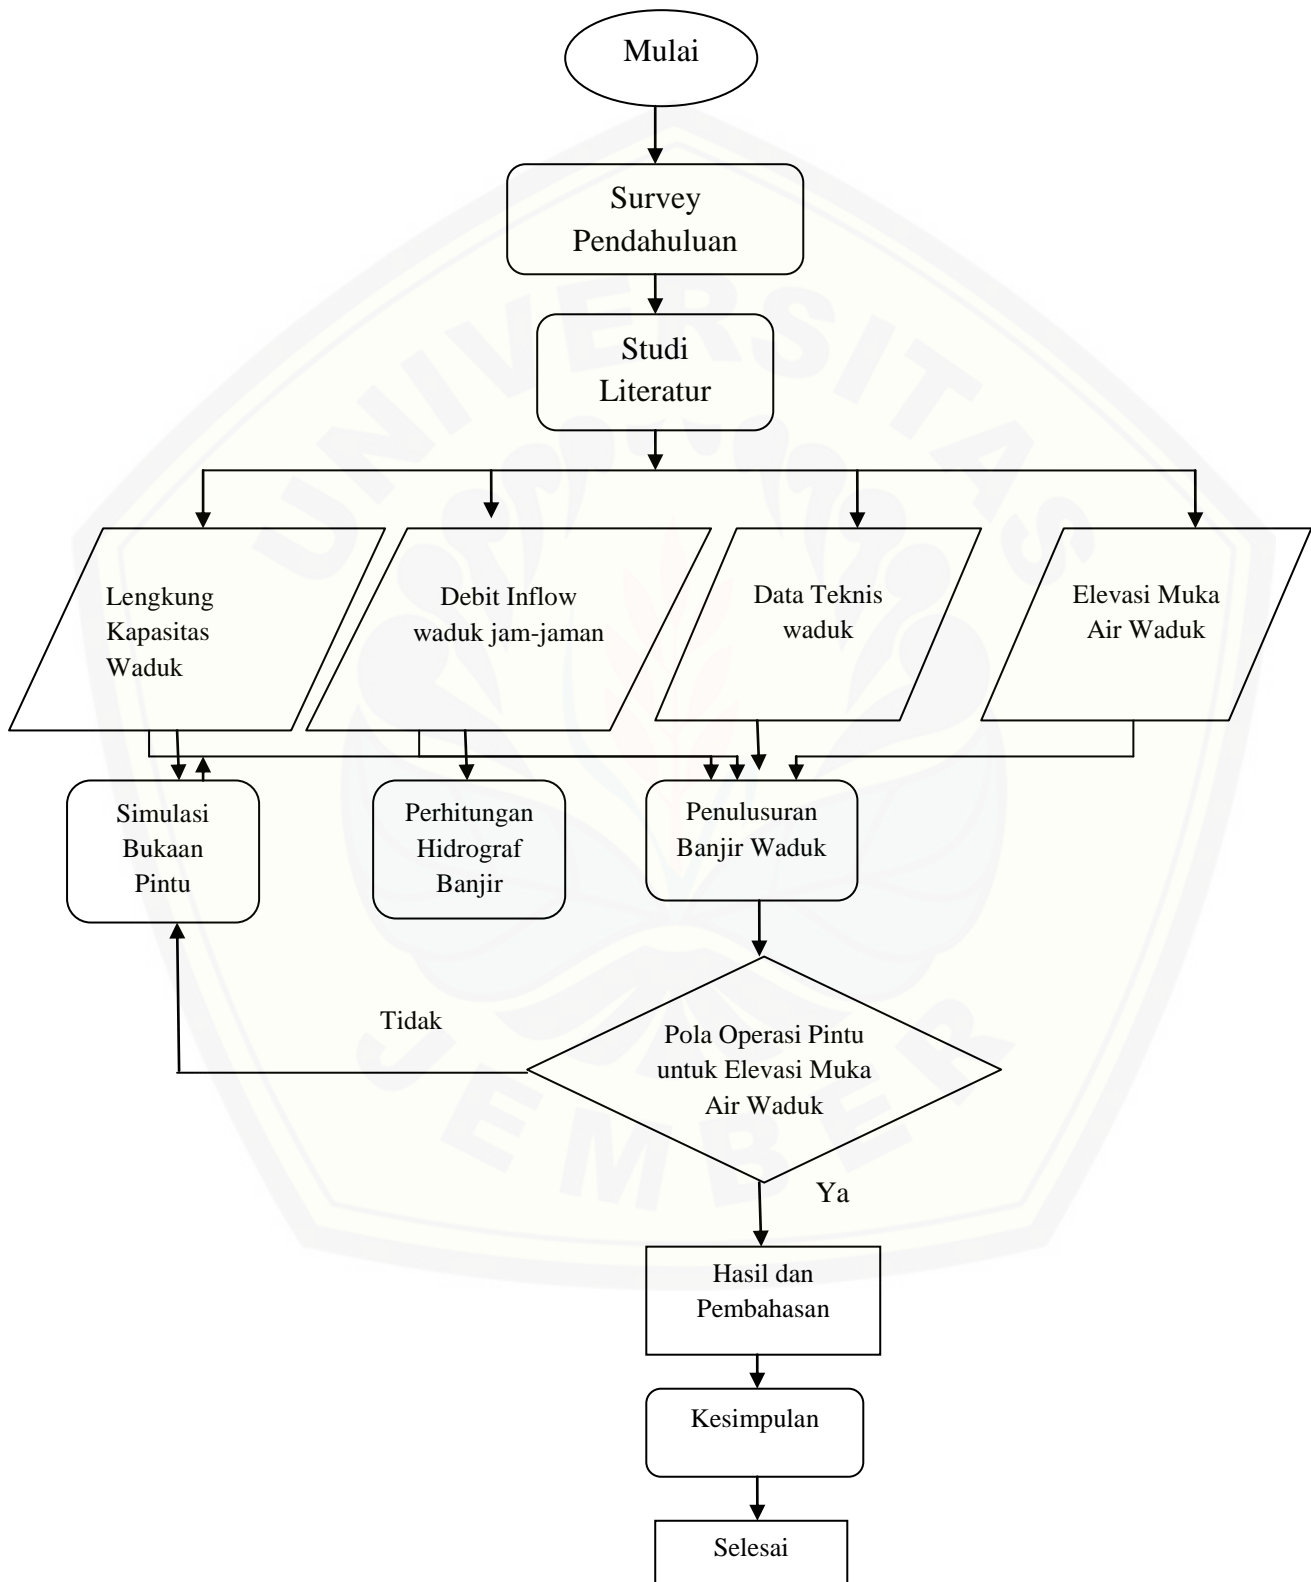 Mulai
Survey
Pendahuluan
Studi
Literatur
Lengkung
Kapasitas
Waduk
Debit Inflow
waduk jam-jaman
Data Teknis
waduk
Elevasi Muka
Air Waduk
Simulasi
Bukaan
Pintu
Perhitungan
Hidrograf
Banjir
Penulusuran
Banjir Waduk
Tidak
Pola Operasi Pintu
untuk Elevasi Muka
Air Waduk
Ya
Hasil dan
Pembahasan
Kesimpulan
Selesai
UNIVERSITAS
JEMBER